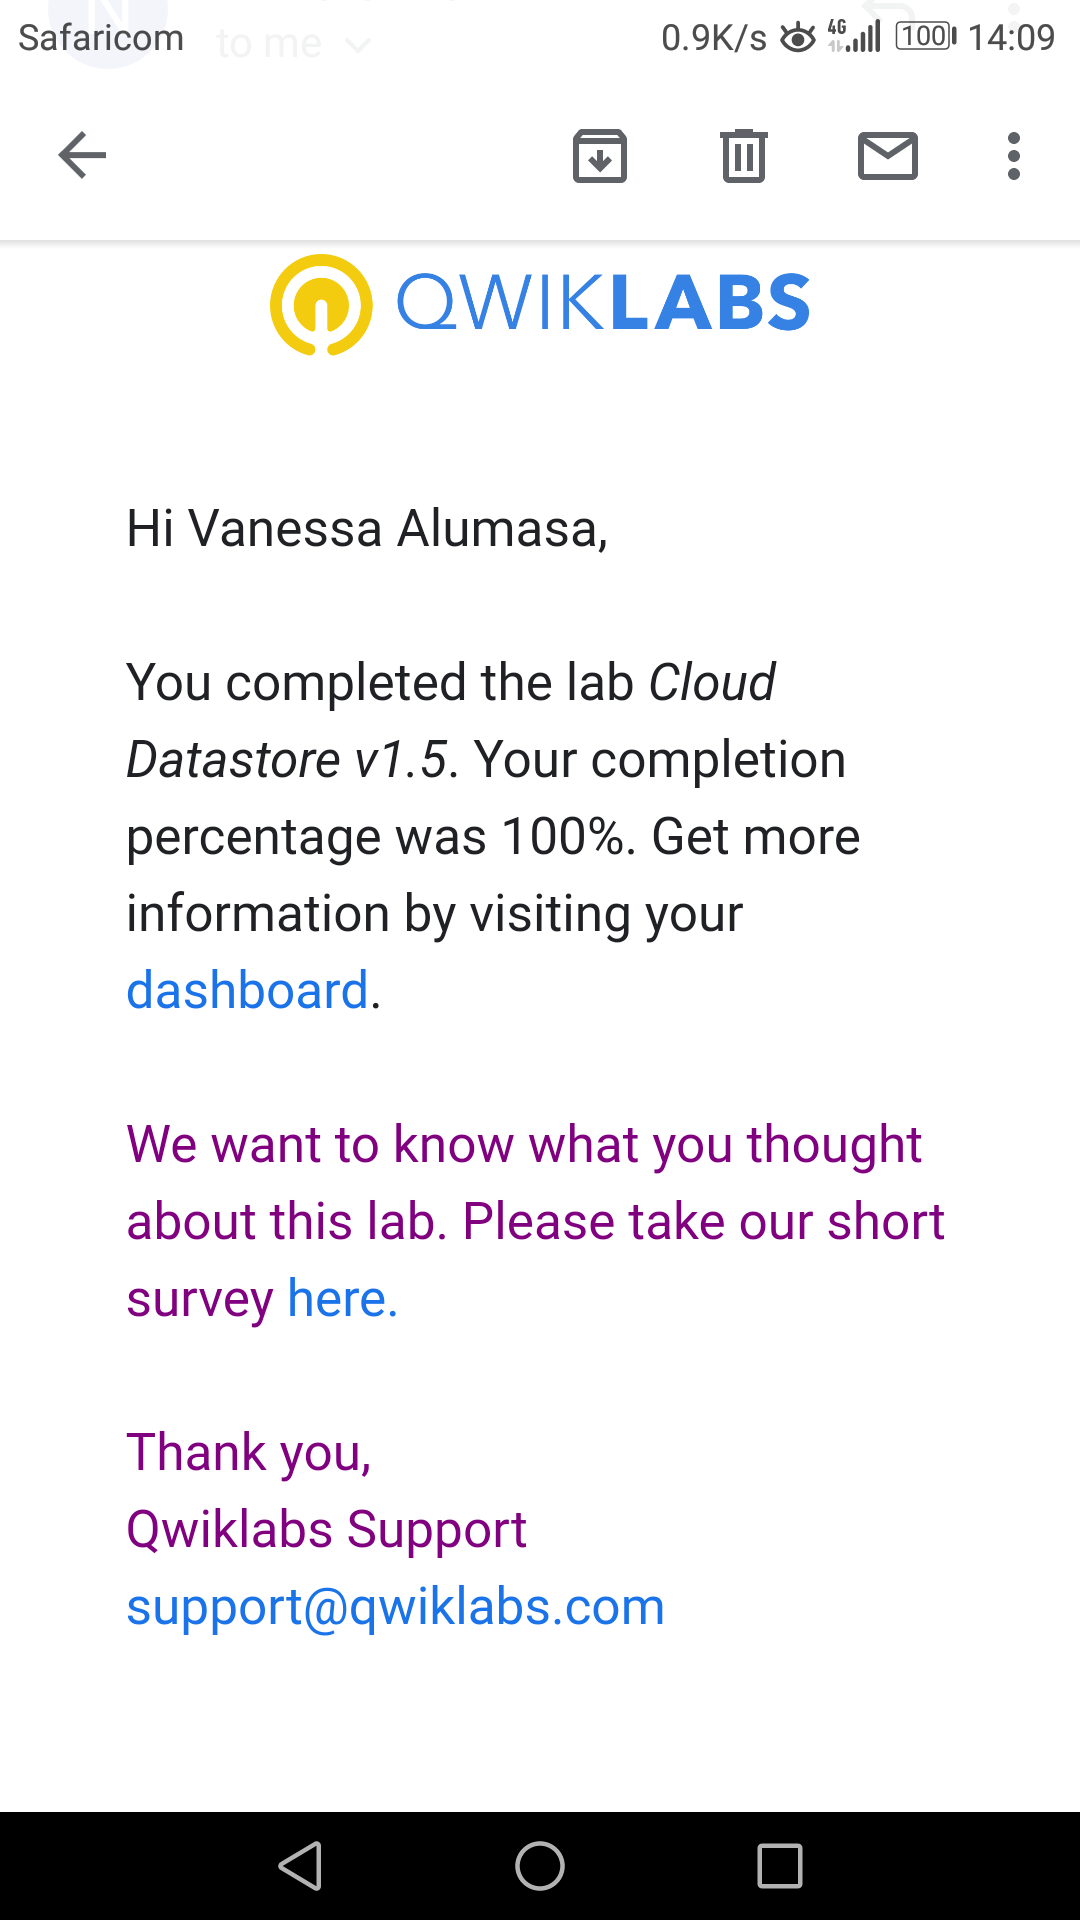 Safaricom
to me
0.9K/s 4G 100 14:09
QWIKLABS
Hi Vanessa Alumasa,
You completed the lab Cloud
Datastore v1.5. Your completion
percentage was 100%. Get more
information by visiting your
dashboard.
We want to know what you thought
about this lab. Please take our short
survey here.
Thank you,
Qwiklabs Support
support@qwiklabs.com